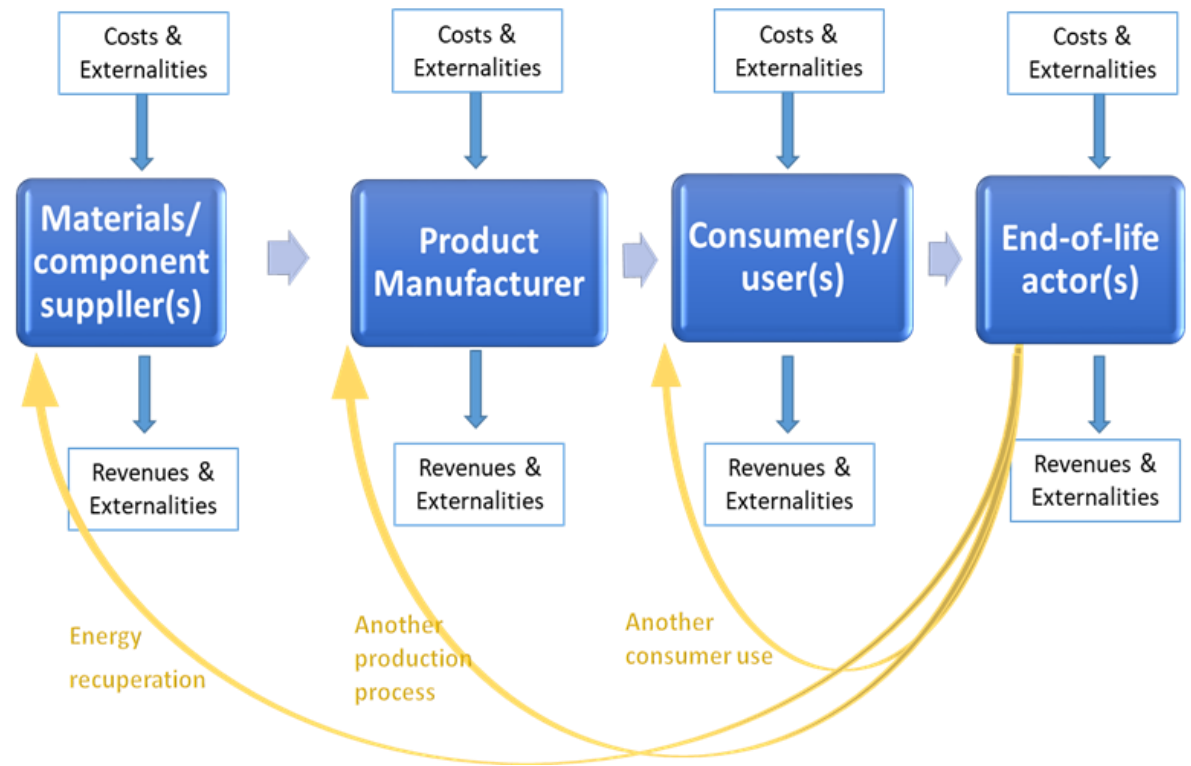 Costs &
Externalities
Costs &
Externalities
Costs &
Externalities
Costs &
Externalities
Materials/
component
suppller(s)
Product
Manufacturer
Consumer(s)/
user(s)
End-of-life
actor(s)
Revenues &
Externalities
Revenues &
Externalities
Revenues &
Externalities
Revenues &
Externalities
Energy
recuperation
Another
production
process
Another
consumer use